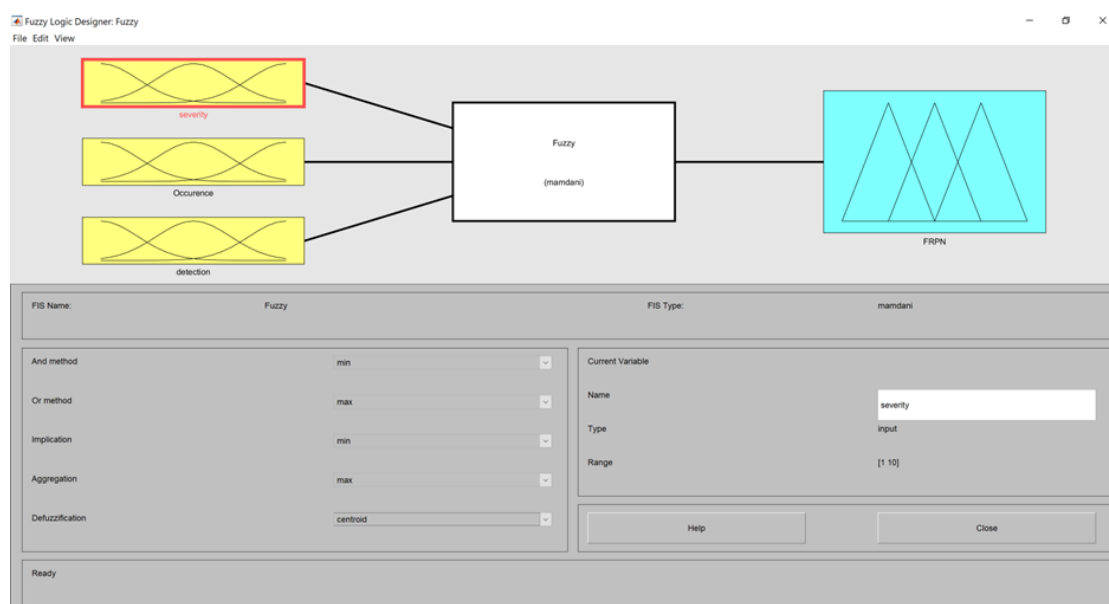 Fuzzy Logic Designer: Fuzzy
File Edit View
severity
Occurence
detection
Fuzzy
(mamdani)
FRPN
FIS Name: Fuzzy FIS Type: mamdani
And method min
Or method max
Implication min
Aggregation max
Defuzzification centroid
Current Variable
Name severity
Type input
Range [1 10]
Help Close
Ready